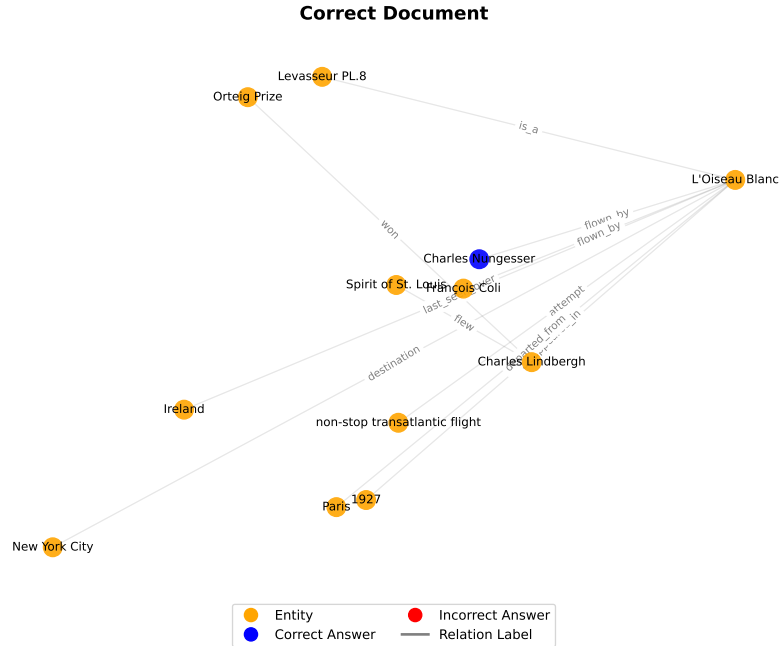 Correct Document
Levasseur PL.8
Orteig Prize
is_a
L'Oiseau Blanc
won
flown_by
flown_by
Charles Nungesser
Spirit of St. Louis
François Coli
attempt
flew
destination
Charles Lindbergh
Ireland
non-stop transatlantic flight
1927
Paris
New York City
Entity
Incorrect Answer
Correct Answer
Relation Label